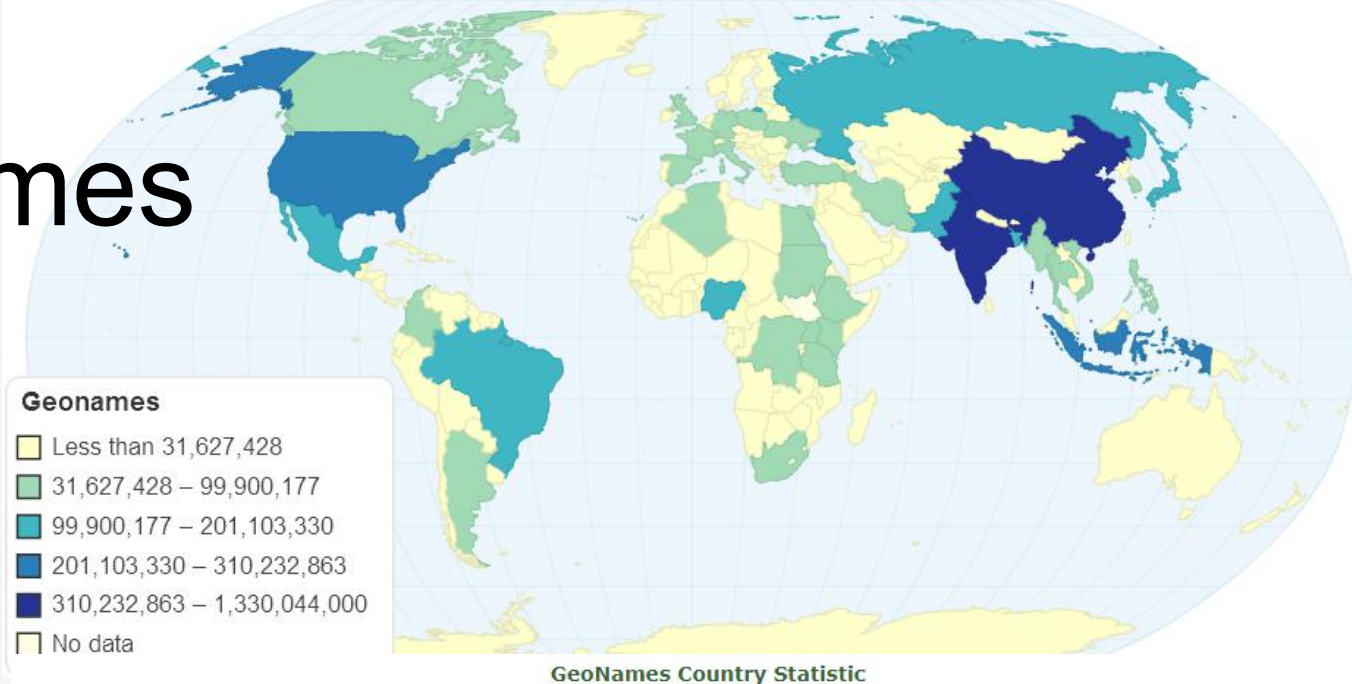 mes
Geonames
Less than 31,627,428
31,627,428 – 99,900,177
99,900,177 – 201,103,330
201,103,330 – 310,232,863
310,232,863 – 1,330,044,000
No data
GeoNames Country Statistic